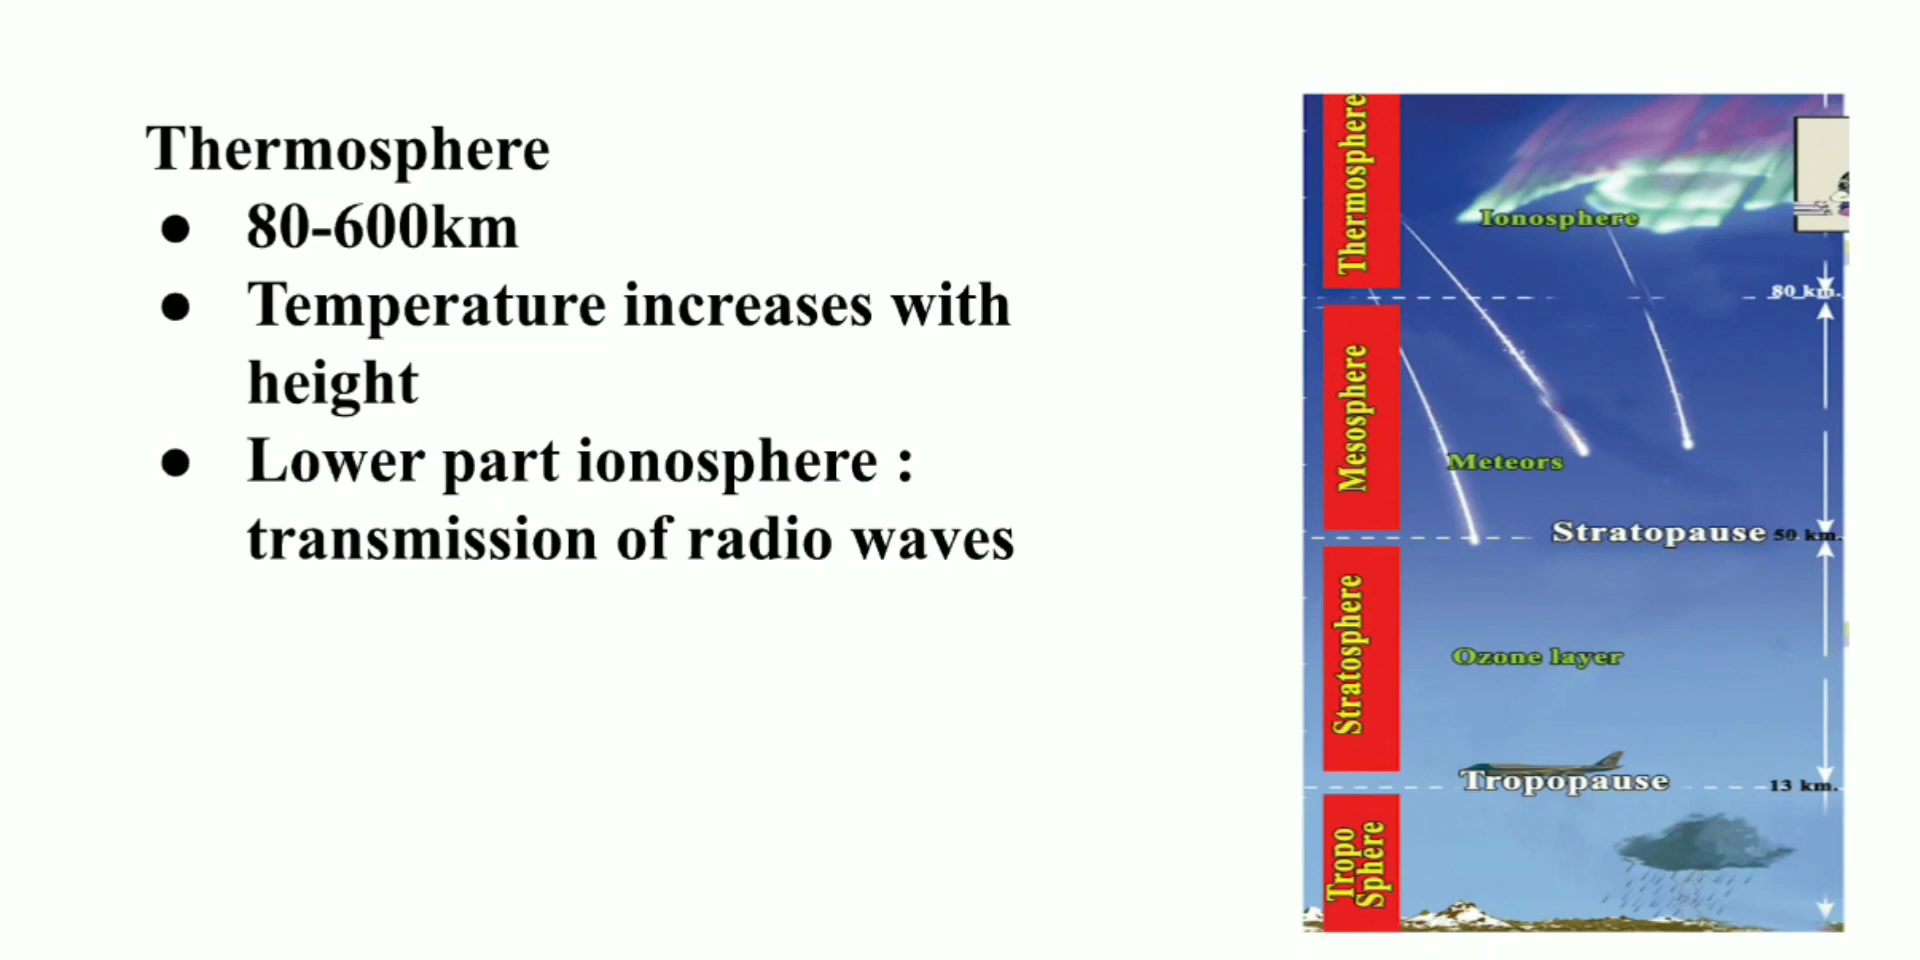 Thermosphere
● 80-600km
● Temperature increases with
height
● Lower part ionosphere :
transmission of radio waves
Thermosphere
Ionosphere
80 km.
Mesosphere
Meteors
Stratopause 50 km.
Stratosphere
Ozone layer
Tropopause 13 km.
Tropo
Sphere